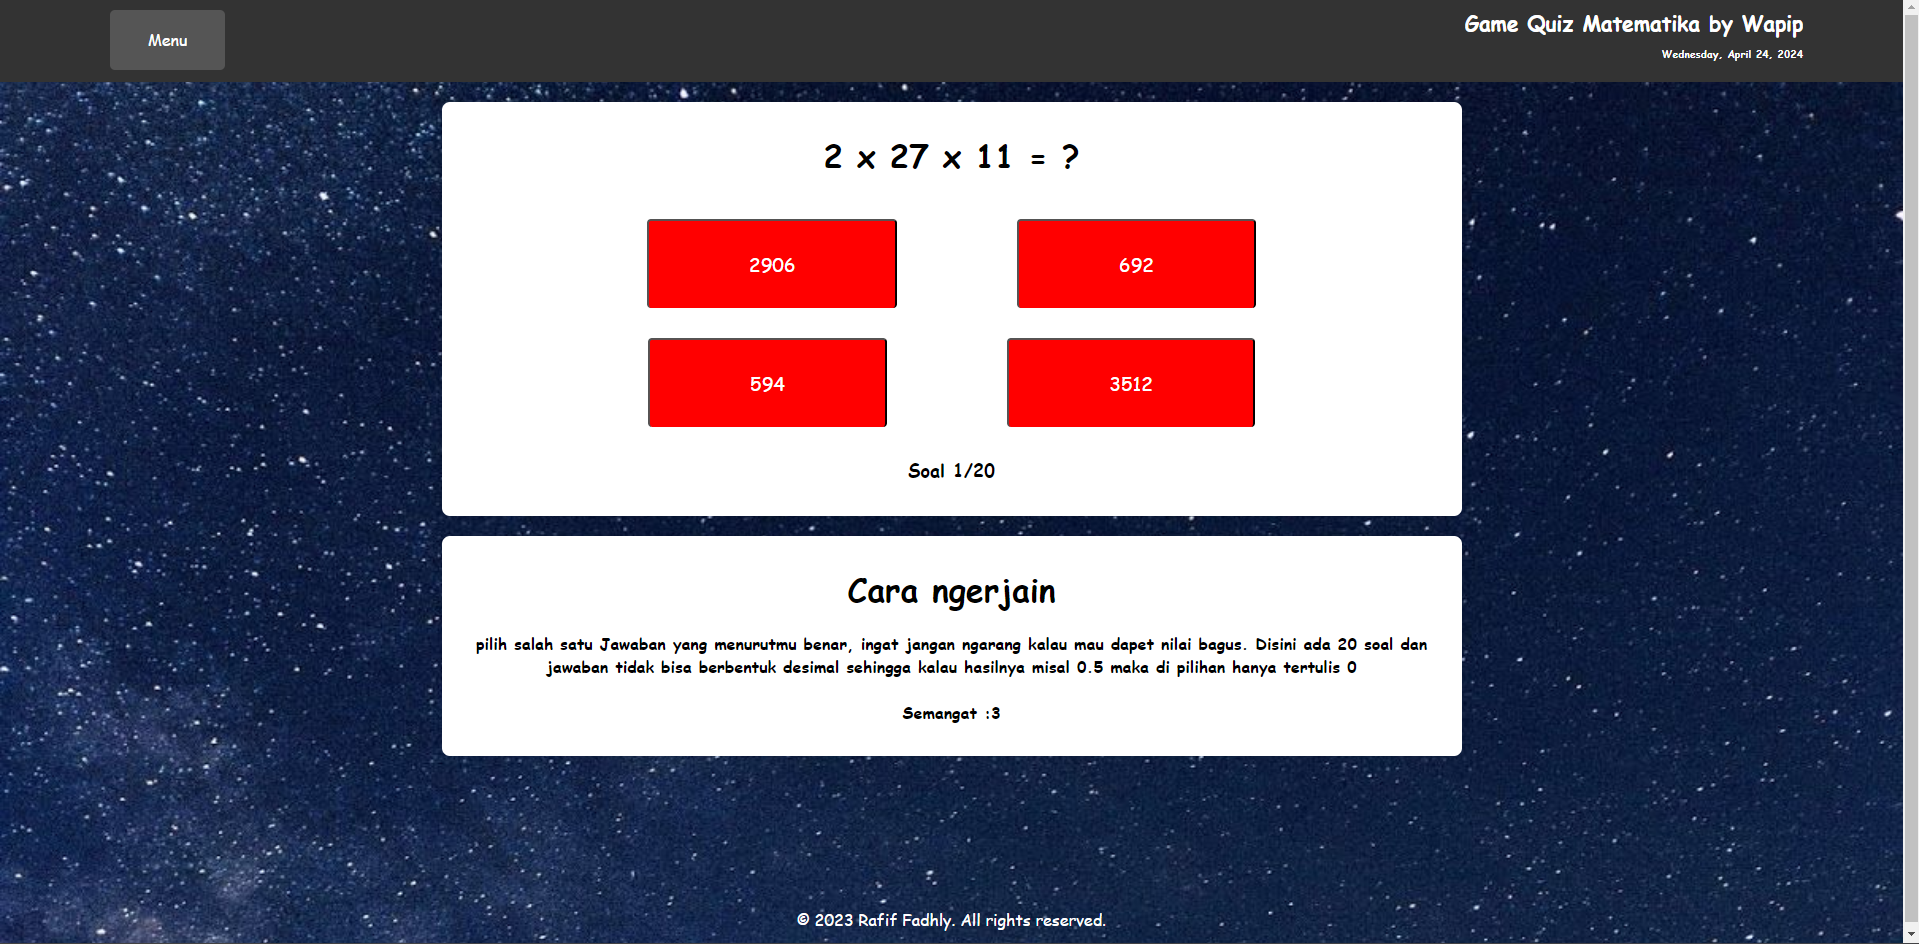 Menu
Game Quiz Matematika by Wapip
Wednesday, April 24, 2024
2 x 27 x 11 = ?
2906
692
594
3512
Soal 1/20
Cara ngerjain
pilih salah satu Jawaban yang menurutmu benar, ingat jangan ngarang kalau mau dapet nilai bagus. Disini ada 20 soal dan
jawaban tidak bisa berbentuk desimal sehingga kalau hasilnya misal 0.5 maka di pilihan hanya tertulis 0
Semangat :3
© 2023 Rafif Fadhly. All rights reserved.